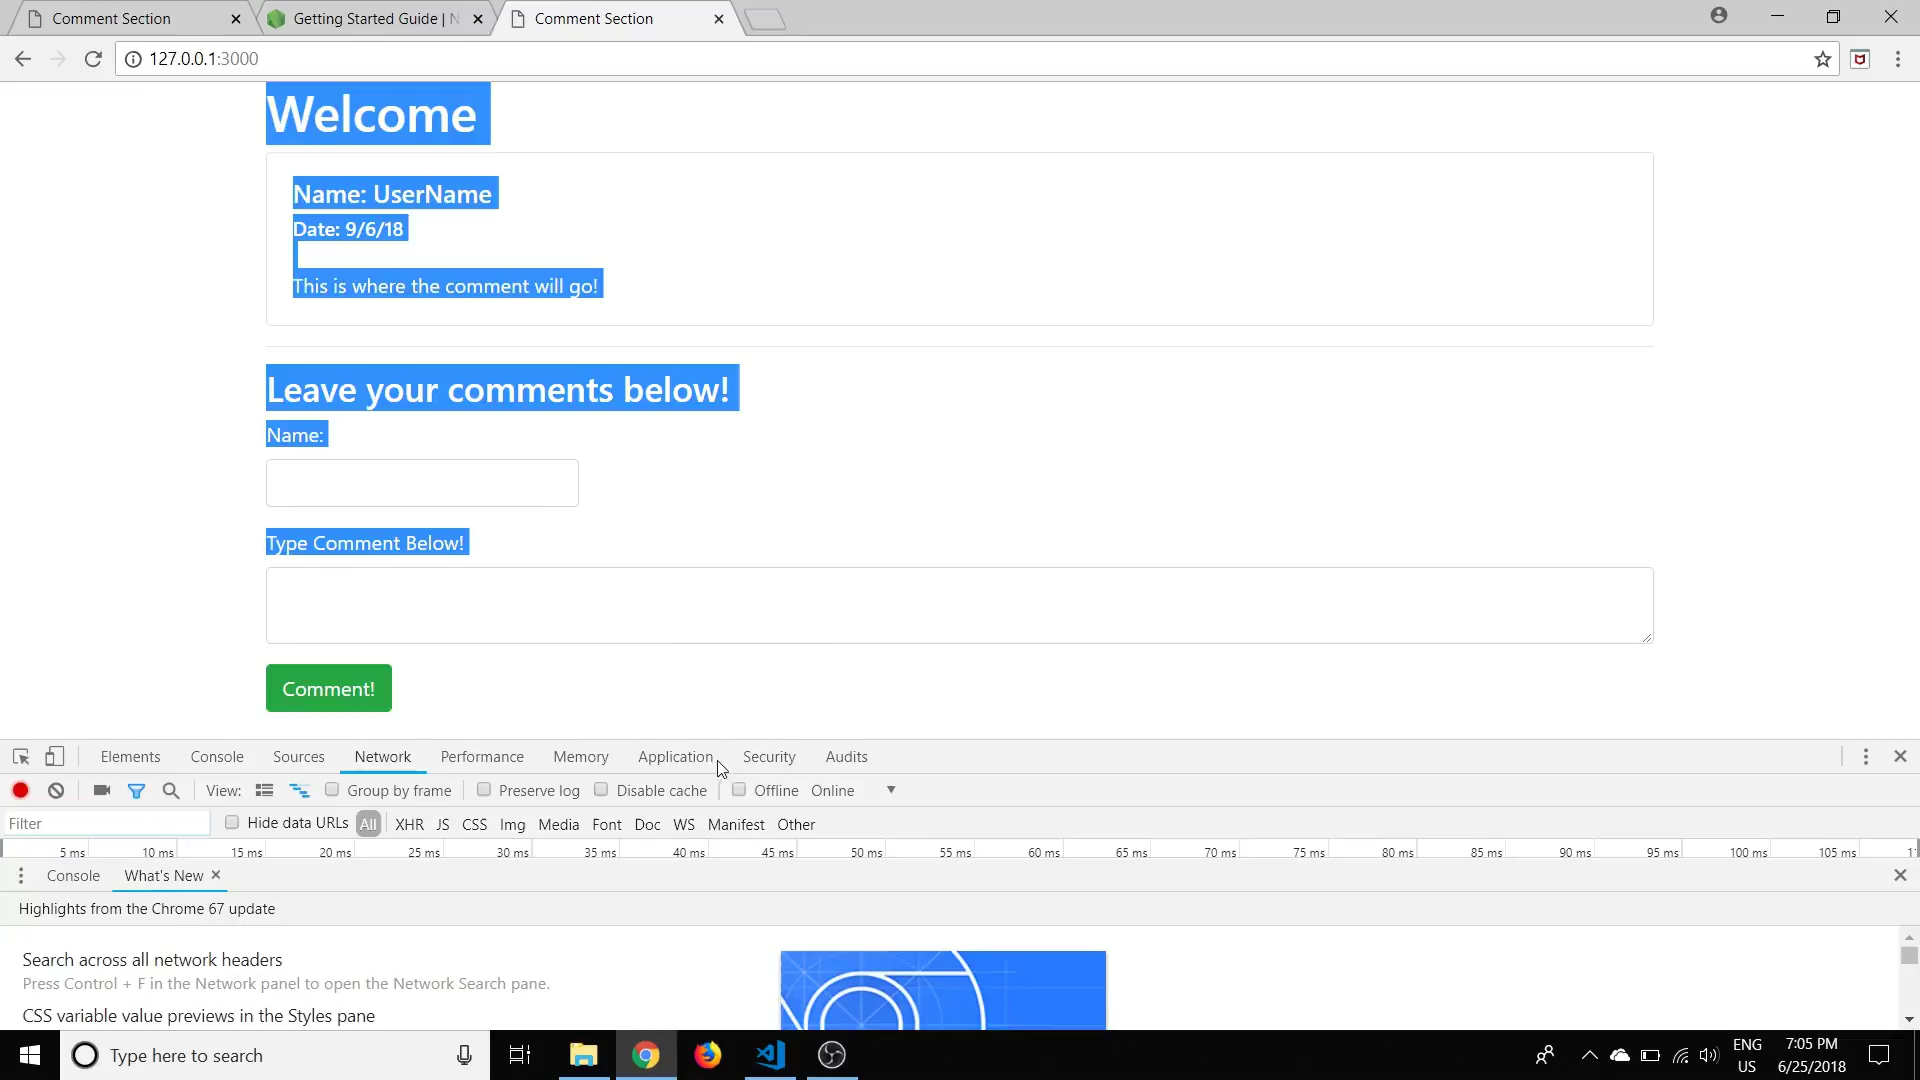 Comment Section
Getting Started Guide | N
Comment Section
127.0.0.1:3000
Welcome
Name: UserName
Date: 9/6/18
This is where the comment will go!
Leave your comments below!
Name:
Type Comment Below!
Comment!
Elements Console Sources Network Performance Memory Application Security Audits
View: Group by frame Preserve log Disable cache Offline Online
Filter Hide data URLs All XHR JS CSS Img Media Font Doc WS Manifest Other
5 ms 10 ms 15 ms 20 ms 25 ms 30 ms 35 ms 40 ms 45 ms 50 ms 55 ms 60 ms 65 ms 70 ms 75 ms 80 ms 85 ms 90 ms 95 ms 100 ms 105 ms
Console What's New
Highlights from the Chrome 67 update
Search across all network headers
Press Control + F in the Network panel to open the Network Search pane.
CSS variable value previews in the Styles pane
Type here to search
ENG
US
7:05 PM
6/25/2018